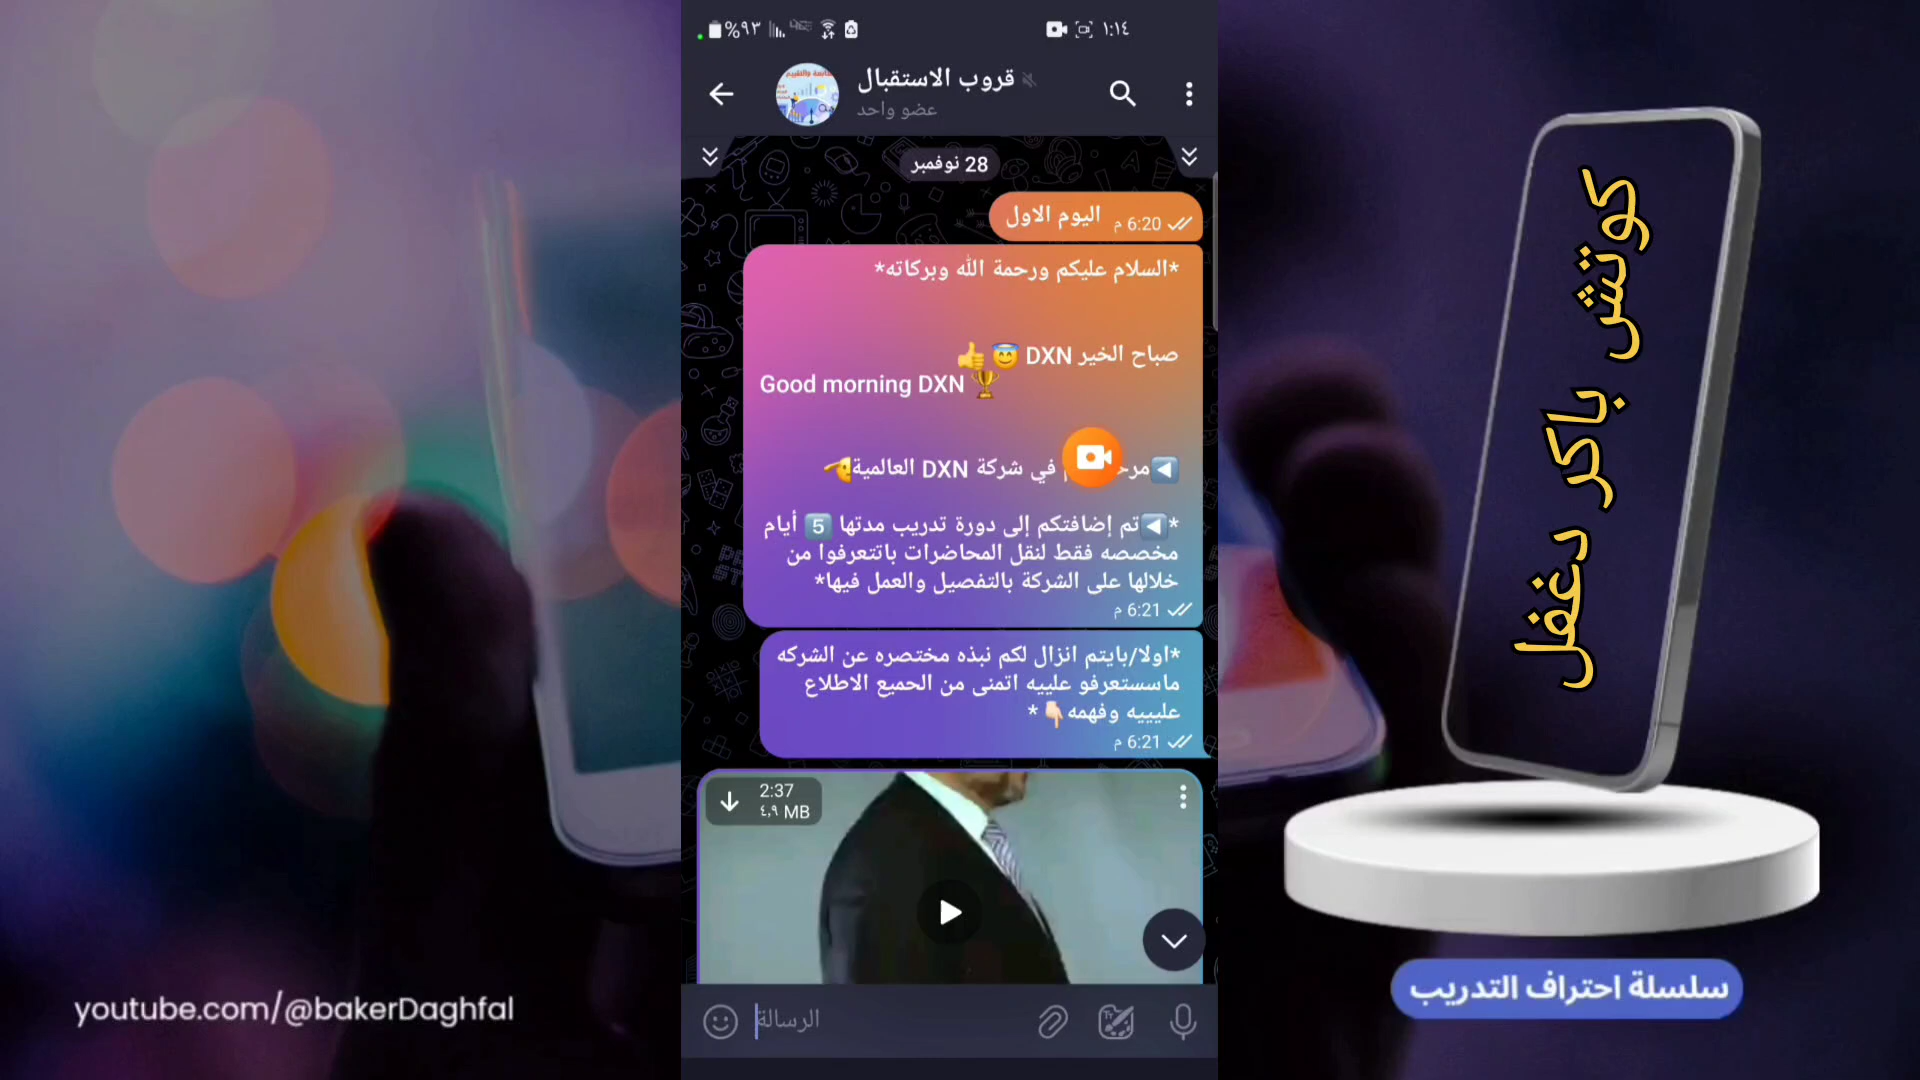 %٩٣
١:١٤
قروب الاستقبال
عضو واحد
28 نوفمبر
اليوم الاول
6:20 م
*السلام عليكم ورحمة الله وبركاته*
صباح الخير DXN 😇👍
Good morning DXN🏆
◀️مرح في شركة DXN العالمية
*◀️تم إضافتكم إلى دورة تدريب مدتها 5️⃣ أيام
مخصصه فقط لنقل المحاضرات باتتعرفوا من
خلالها على الشركة بالتفصيل والعمل فيها*
6:21 م
*اولا/بايتم انزال لكم نبذه مختصره عن الشركه
ماسستعرفو علييه اتمنى من الحميع الاطلاع
عليييه وفهمه👇🏻*
6:21 م
2:37
٤,٩ MB
الرسالة
كوتش باكر دغفل
سلسلة احتراف التدريب
youtube.com/@bakerDaghfal